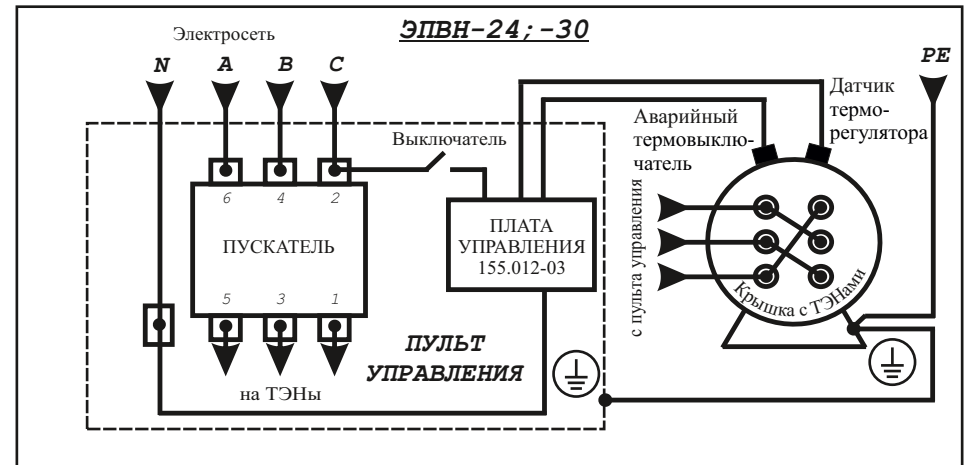 ЭПВН-24; -30
Электросеть
N A B C
PE
Датчик
термо-
регулятора
Аварийный
термовыклю-
чатель
Выключатель
6 4 2
ПУСКАТЕЛЬ
5 3 1
ПЛАТА
УПРАВЛЕНИЯ
155.012-03
с пульта управления
Крышка с ТЭНами
ПУЛЬТ
УПРАВЛЕНИЯ
на ТЭНы